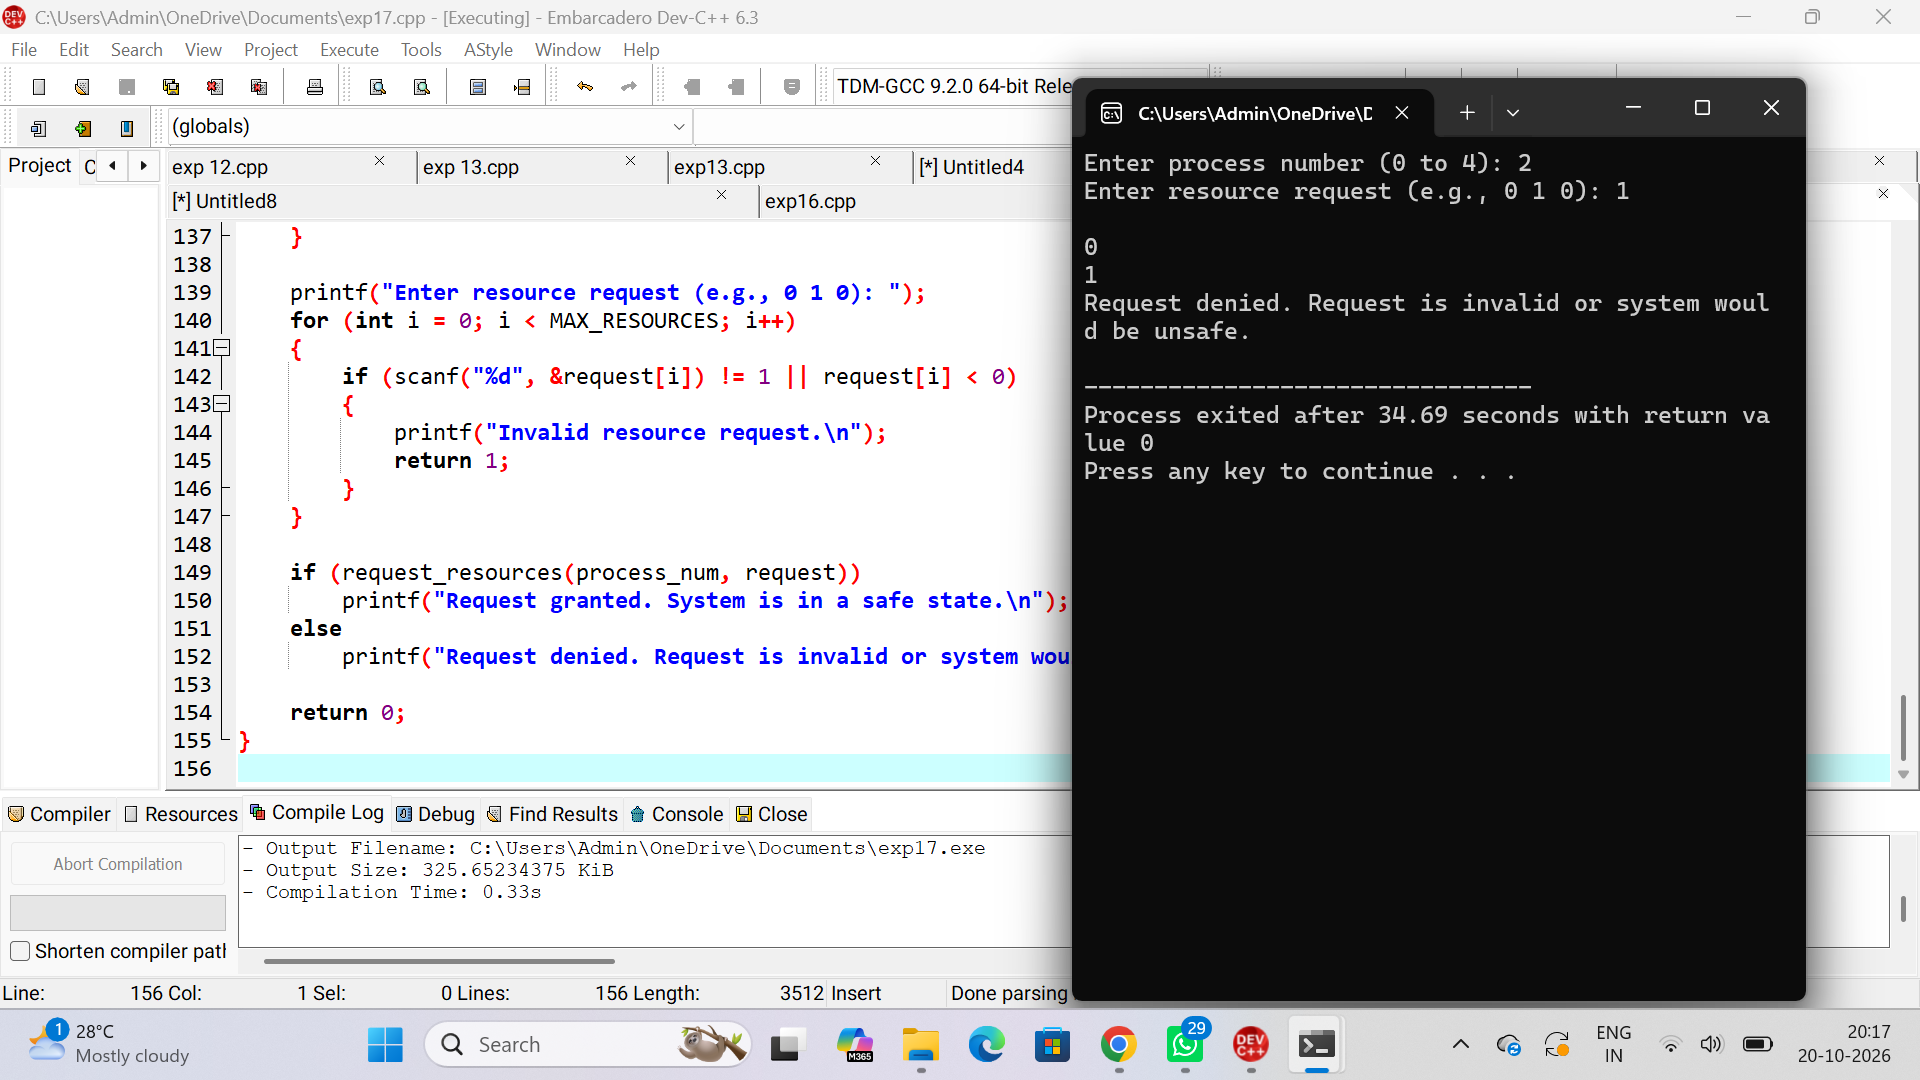 C:\Users\Admin\OneDrive\Documents\exp17.cpp - [Executing] - Embarcadero Dev-C++ 6.3
File Edit Search View Project Execute Tools AStyle Window Help
TDM-GCC 9.2.0 64-bit Rele
(globals)
Project
exp 12.cpp exp 13.cpp exp13.cpp [*] Untitled4
[*] Untitled8 exp16.cpp
137 }
138
139 printf("Enter resource request (e.g., 0 1 0): ");
140 for (int i = 0; i < MAX_RESOURCES; i++)
141 {
142 if (scanf("%d", &request[i]) != 1 || request[i] < 0)
143 {
144 printf("Invalid resource request.\n");
145 return 1;
146 }
147 }
148
149 if (request_resources(process_num, request))
150 printf("Request granted. System is in a safe state.\n");
151 else
152 printf("Request denied. Request is invalid or system wou
153
154 return 0;
155 }
156
C:\Users\Admin\OneDrive\D
Enter process number (0 to 4): 2
Enter resource request (e.g., 0 1 0): 1
0
1
Request denied. Request is invalid or system woul
d be unsafe.
--------------------------------
Process exited after 34.69 seconds with return va
lue 0
Press any key to continue . . .
Compiler Resources Compile Log Debug Find Results Console Close
Abort Compilation
Shorten compiler path
- Output Filename: C:\Users\Admin\OneDrive\Documents\exp17.exe
- Output Size: 325.65234375 KiB
- Compilation Time: 0.33s
Line: 156 Col: 1 Sel: 0 Lines: 156 Length: 3512 Insert Done parsing
1
28°C
Mostly cloudy
Search
M365
29
DEV C++
ENG
IN
20:17
20-10-2026